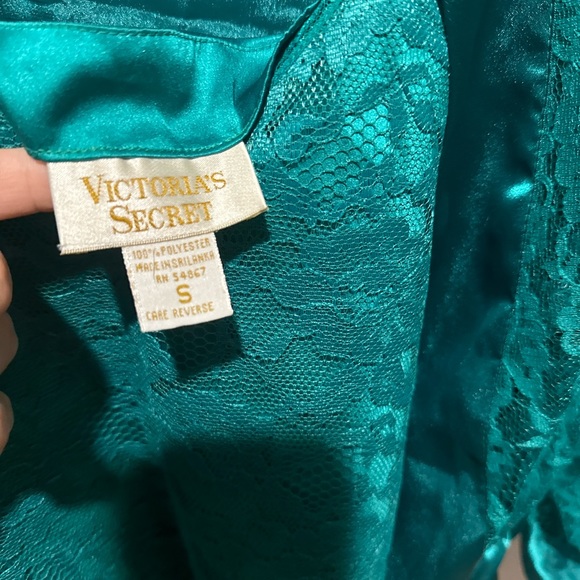 VICTORIA'S
SECRET
100% POLYESTER
MADE IN SRI LANKA
RN 54867
S
CARE REVERSE